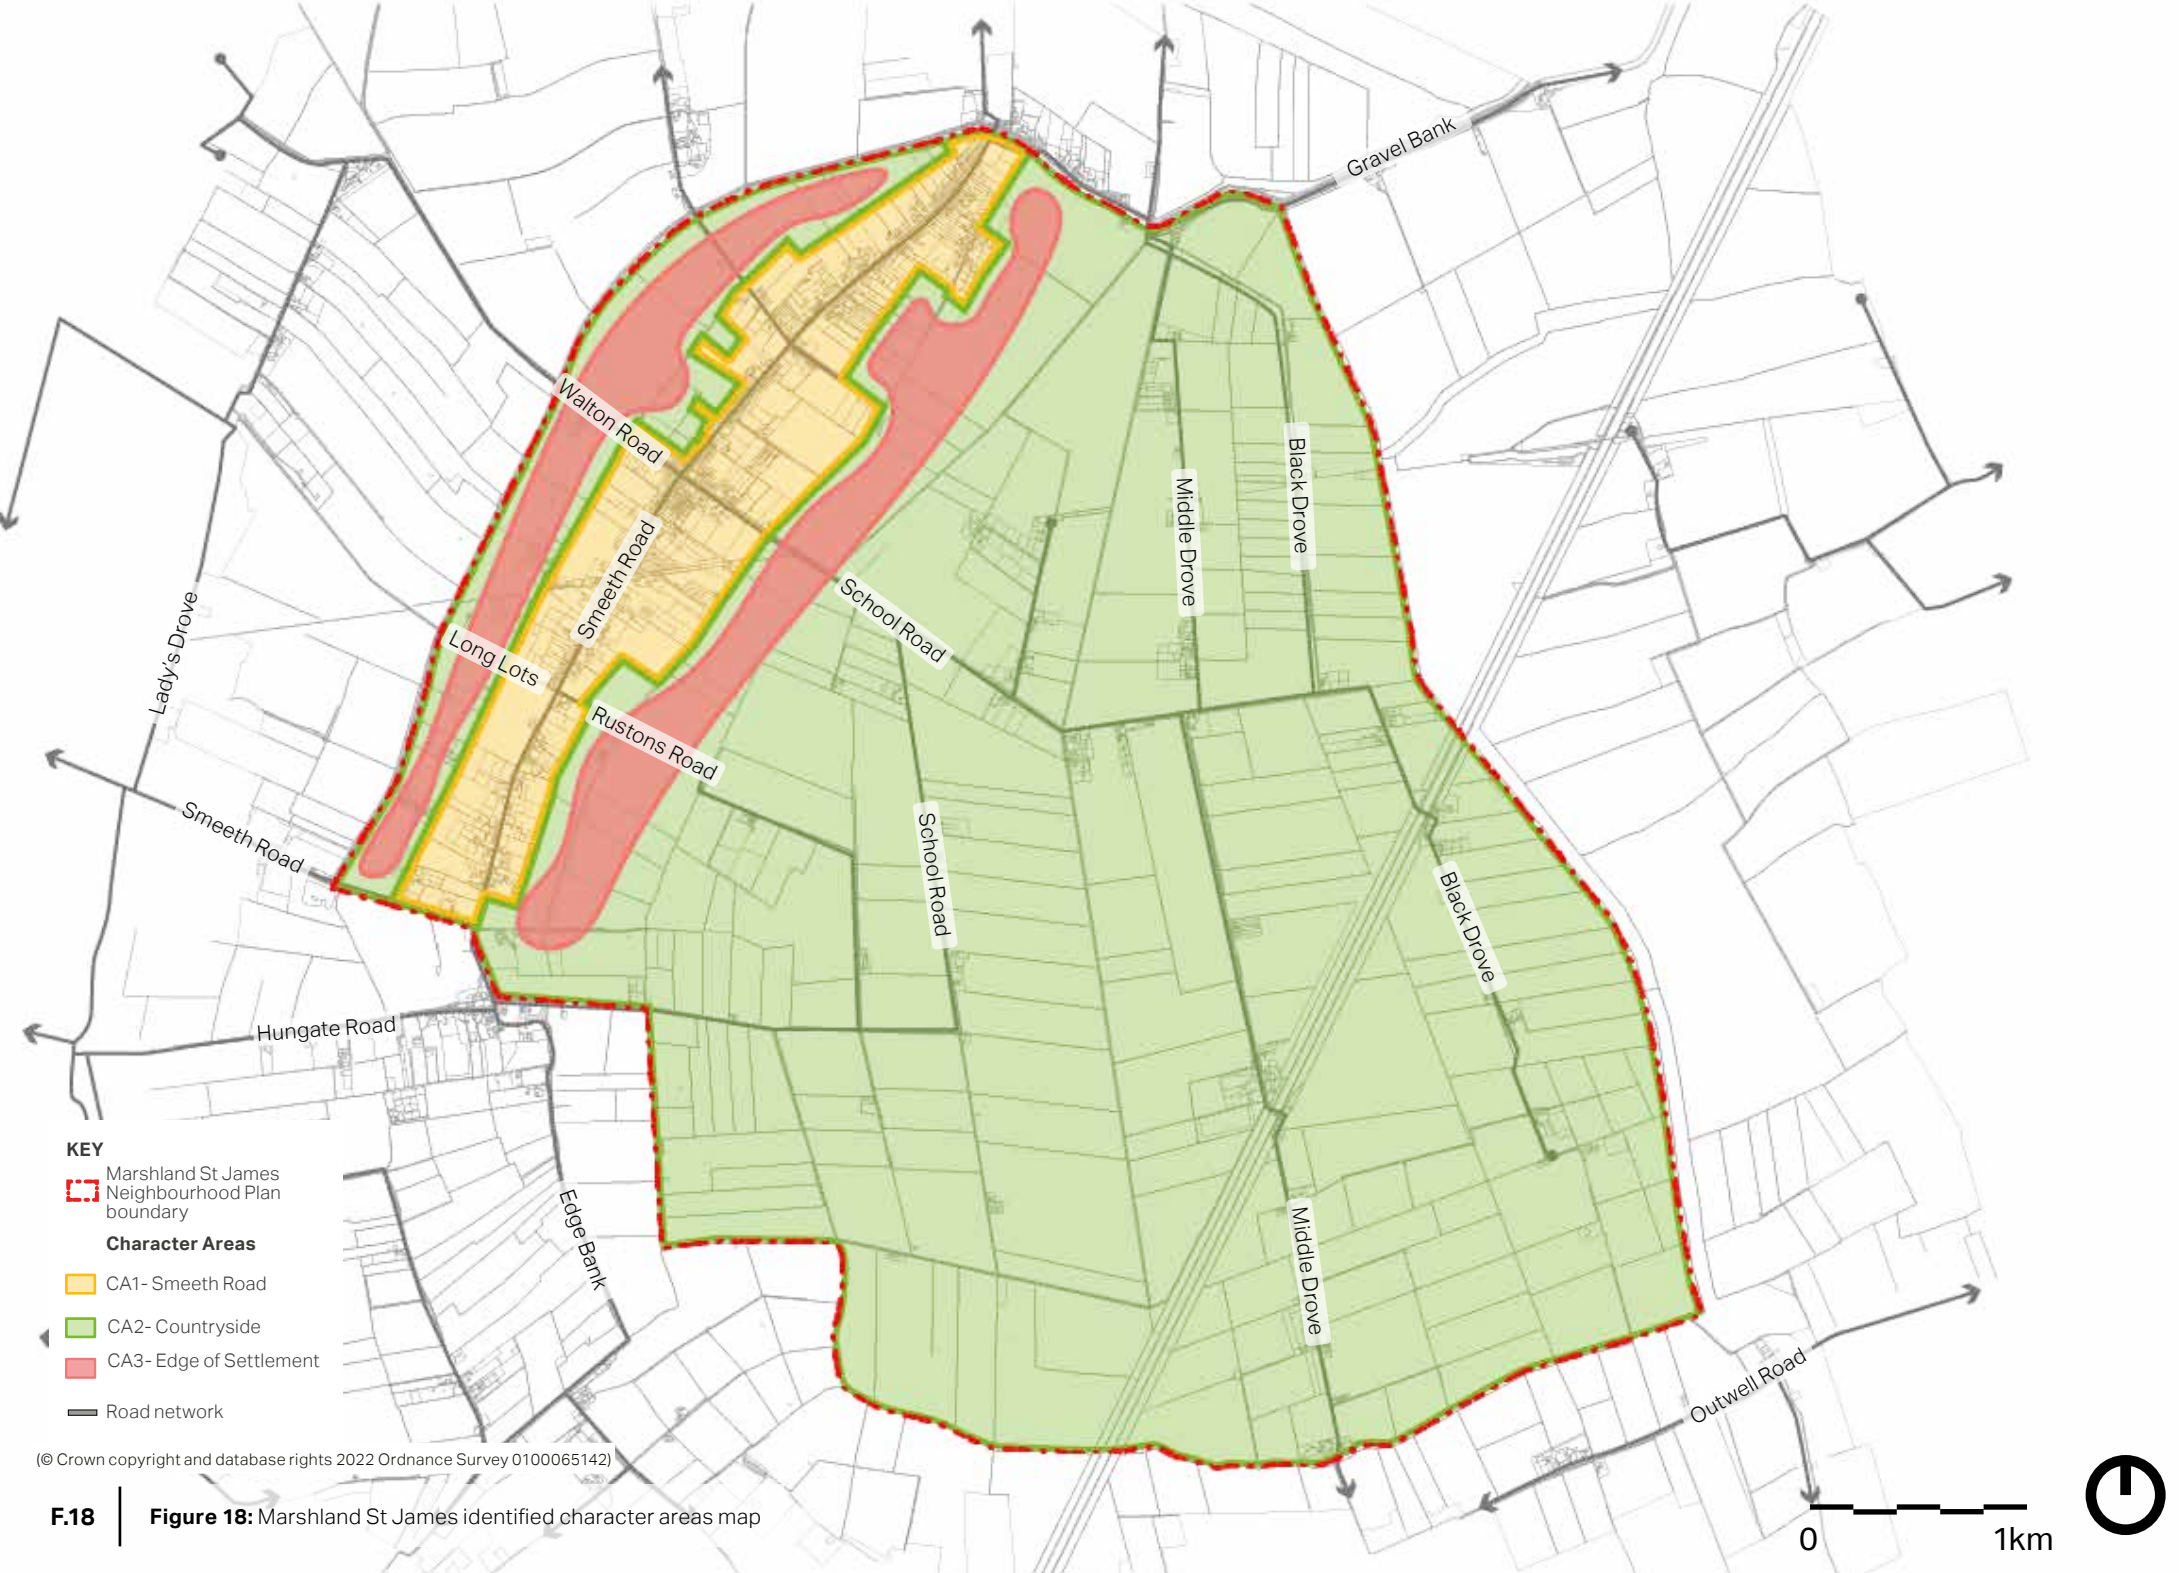 Gravel Bank
Walton Road
Smeeth Road
Long Lots
Rustons Road
School Road
Middle Drove
Black Drove
Lady's Drove
Smeeth Road
School Road
Black Drove
Hungate Road
Edge Bank
Middle Drove
Outwell Road
KEY
Marshland St James
Neighbourhood Plan
boundary
Character Areas
CA1- Smeeth Road
CA2- Countryside
CA3- Edge of Settlement
Road network
(© Crown copyright and database rights 2022 Ordnance Survey 0100065142)
F.18
Figure 18: Marshland St James identified character areas map
0 1km